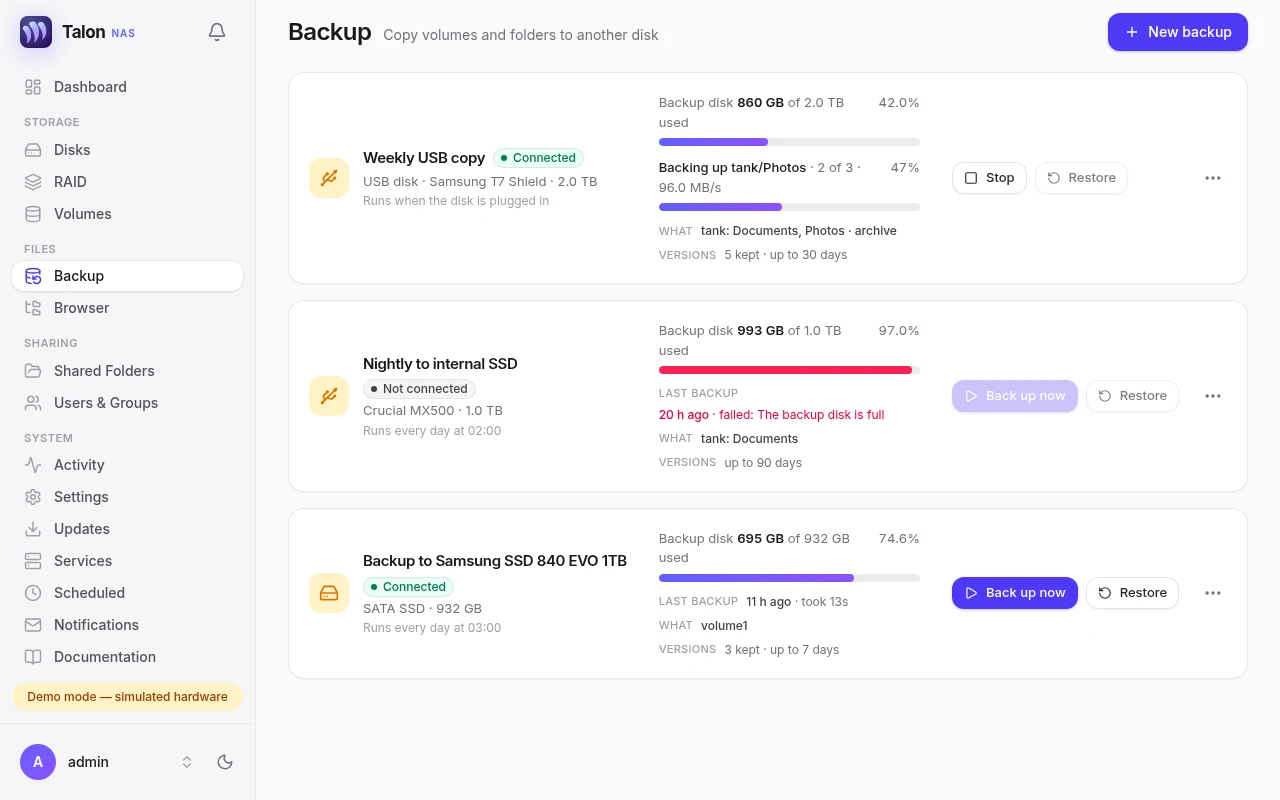 Talon NAS
Dashboard
STORAGE
Disks
RAID
Volumes
FILES
Backup
Browser
SHARING
Shared Folders
Users & Groups
SYSTEM
Activity
Settings
Updates
Services
Scheduled
Notifications
Documentation
Demo mode — simulated hardware
A admin
Backup Copy volumes and folders to another disk
New backup
Weekly USB copy Connected
USB disk · Samsung T7 Shield · 2.0 TB
Runs when the disk is plugged in
Backup disk 860 GB of 2.0 TB 42.0%
used
Backing up tank/Photos · 2 of 3 · 47%
96.0 MB/s
WHAT tank: Documents, Photos · archive
VERSIONS 5 kept · up to 30 days
Stop Restore
Nightly to internal SSD
Not connected
Crucial MX500 · 1.0 TB
Runs every day at 02:00
Backup disk 993 GB of 1.0 TB 97.0%
used
LAST BACKUP
20 h ago · failed: The backup disk is full
WHAT tank: Documents
VERSIONS up to 90 days
Back up now Restore
Backup to Samsung SSD 840 EVO 1TB
Connected
SATA SSD · 932 GB
Runs every day at 03:00
Backup disk 695 GB of 932 GB 74.6%
used
LAST BACKUP 11 h ago · took 13s
WHAT volume1
VERSIONS 3 kept · up to 7 days
Back up now Restore